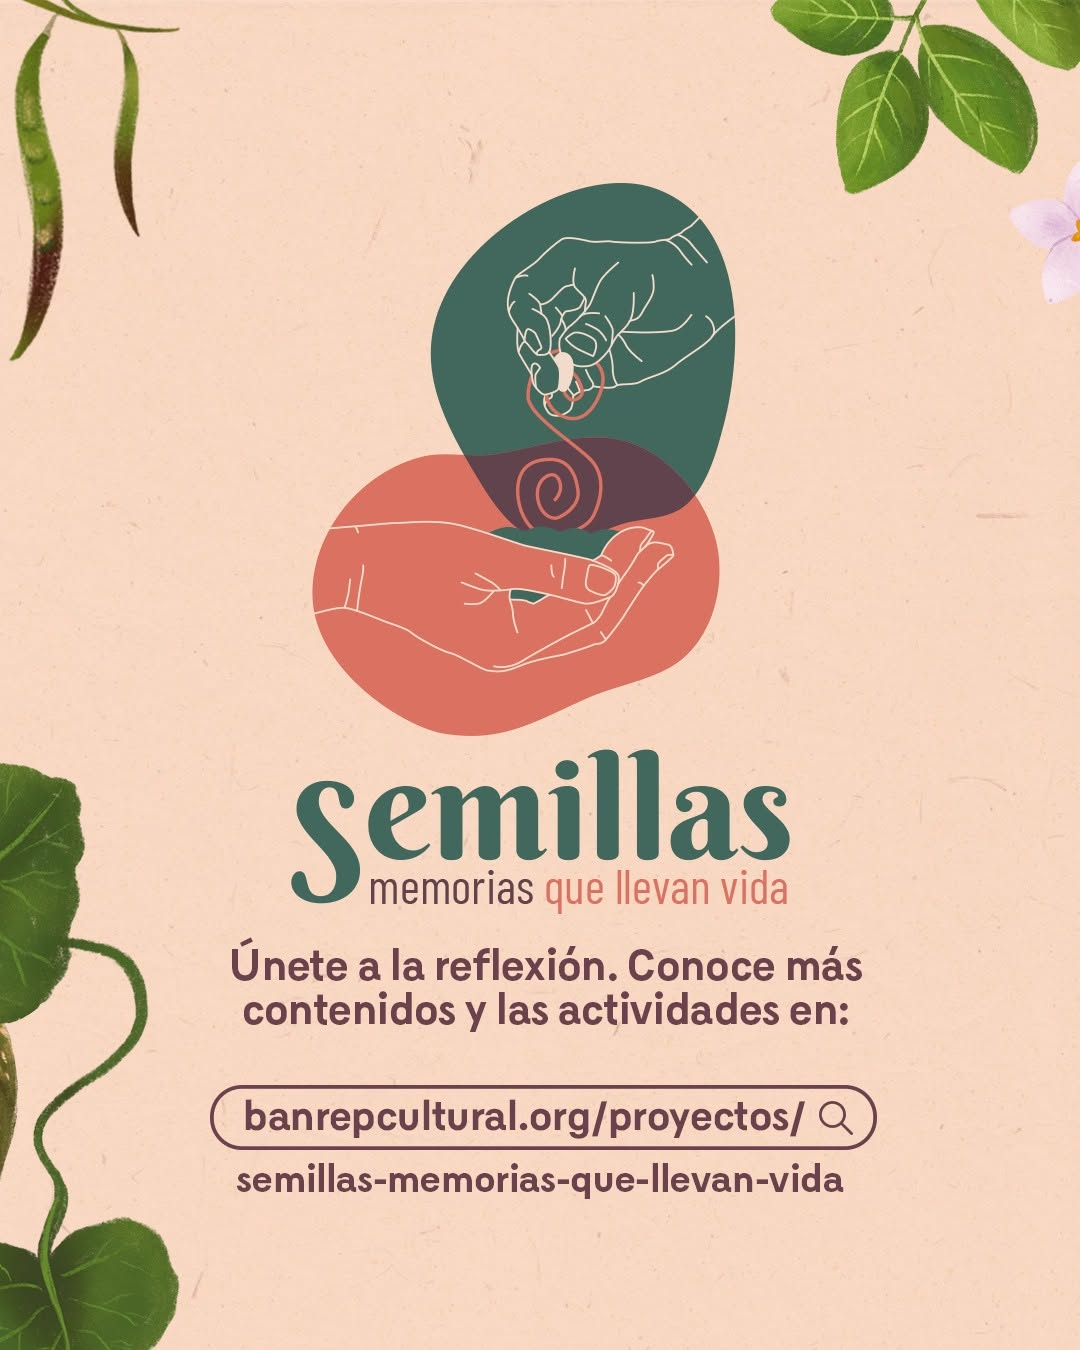 Semillas
memorias que llevan vida
Únete a la reflexión. Conoce más
contenidos y las actividades en:
banrepcultural.org/proyectos/
semillas-memorias-que-llevan-vida